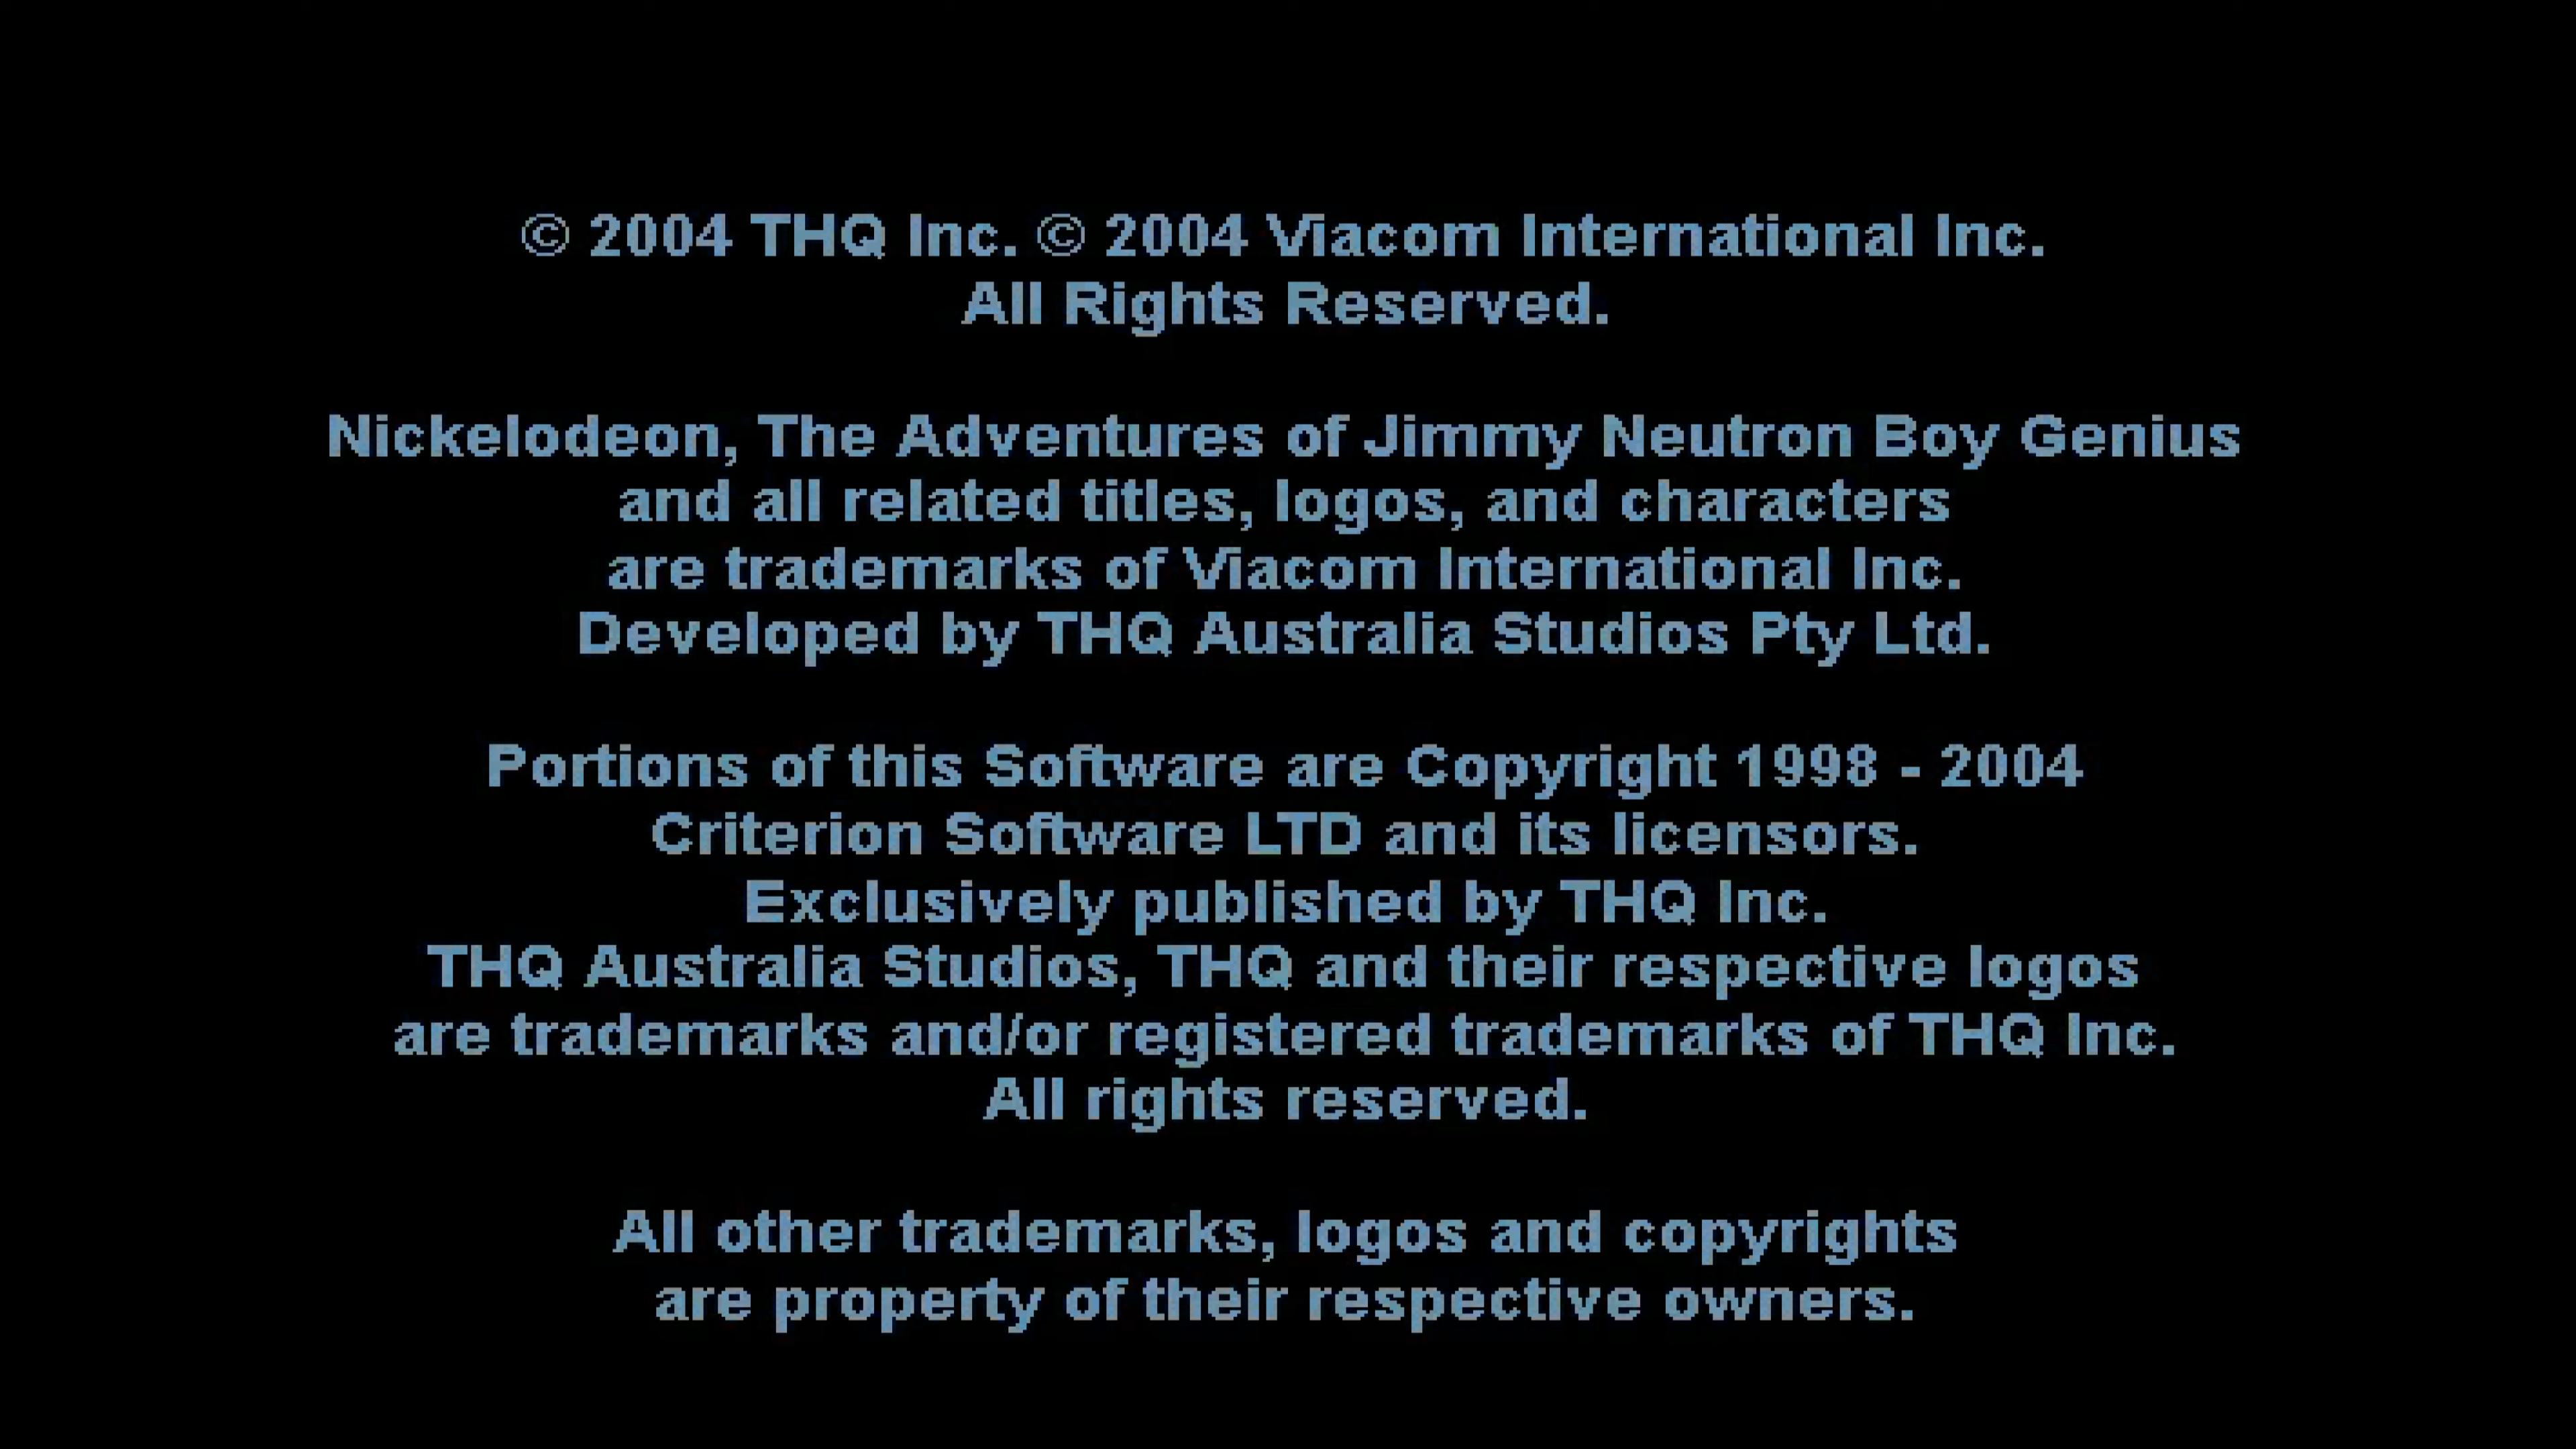 © 2004 THQ Inc. © 2004 Viacom International Inc.
All Rights Reserved.
Nickelodeon, The Adventures of Jimmy Neutron Boy Genius
and all related titles, logos, and characters
are trademarks of Viacom International Inc.
Developed by THQ Australia Studios Pty Ltd.
Portions of this Software are Copyright 1998 - 2004
Criterion Software LTD and its licensors.
Exclusively published by THQ Inc.
THQ Australia Studios, THQ and their respective logos
are trademarks and/or registered trademarks of THQ Inc.
All rights reserved.
All other trademarks, logos and copyrights
are property of their respective owners.